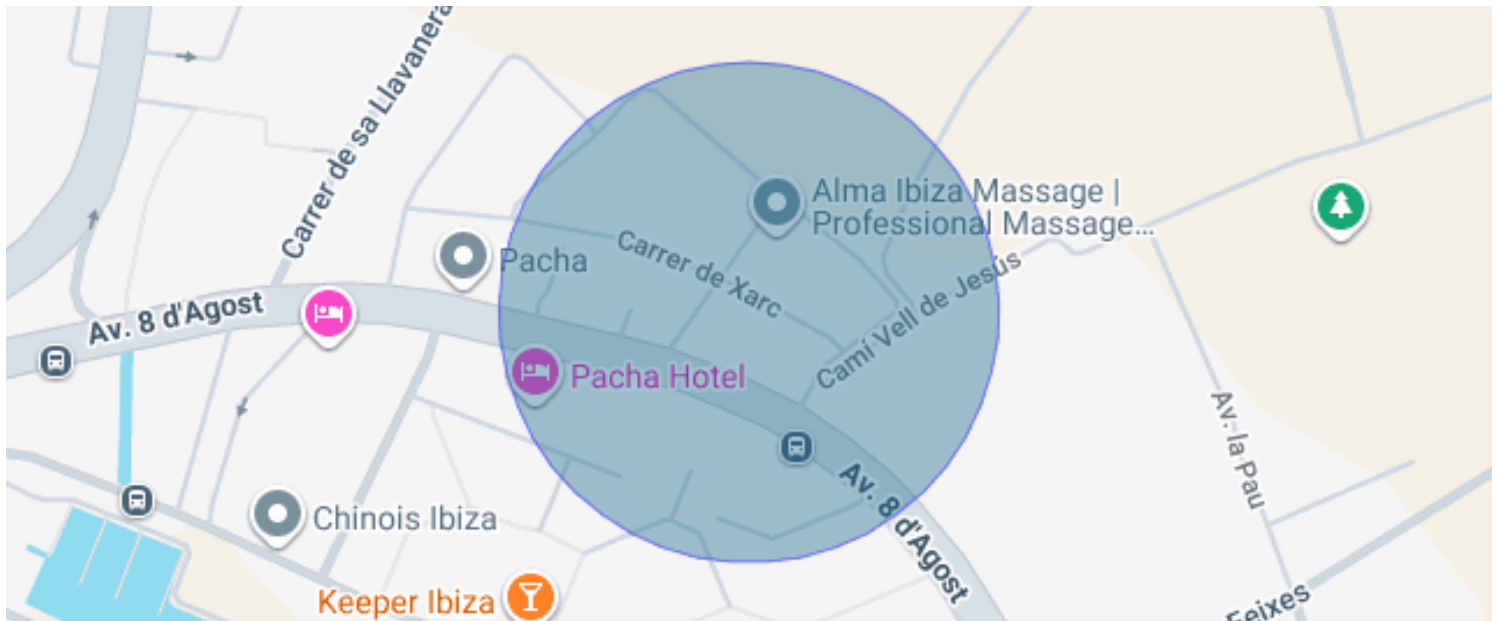 Carrer de sa Llavanera
Alma Ibiza Massage |
Professional Massage...
Pacha
Carrer de Xarc
Camí Vell de Jesús
Av. 8 d'Agost
Pacha Hotel
Av. la Pau
Av. 8 d'Agost
Chinois Ibiza
Keeper Ibiza
Feixes